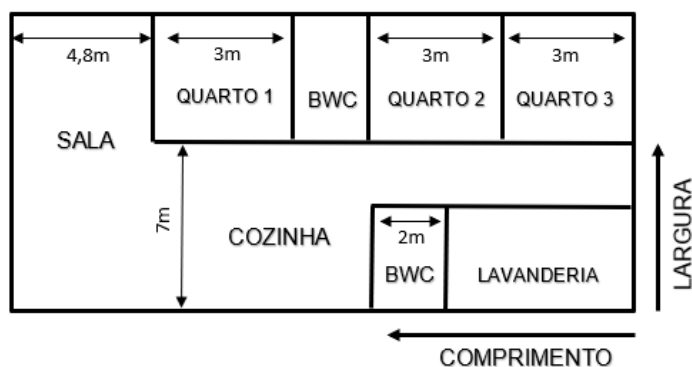 4,8m
3m
3m
3m
QUARTO 1
BWC
QUARTO 2
QUARTO 3
SALA
7m
COZINHA
2m
BWC
LAVANDERIA
LARGURA
COMPRIMENTO